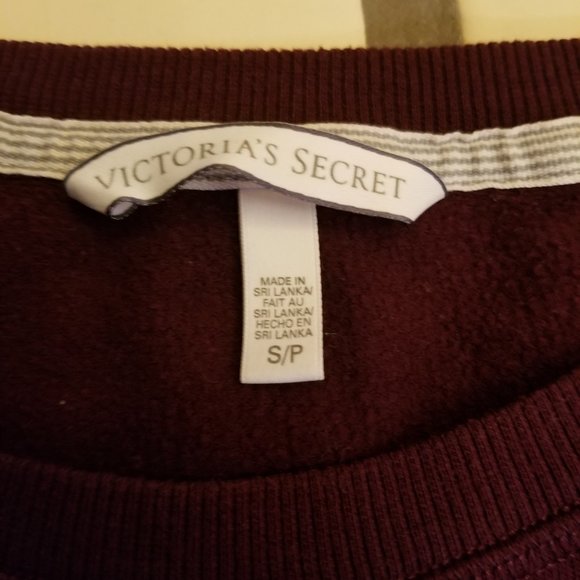 VICTORIA'S SECRET
MADE IN
SRI LANKA/
FAIT AU
SRI LANKA/
HECHO EN
SRI LANKA
S/P